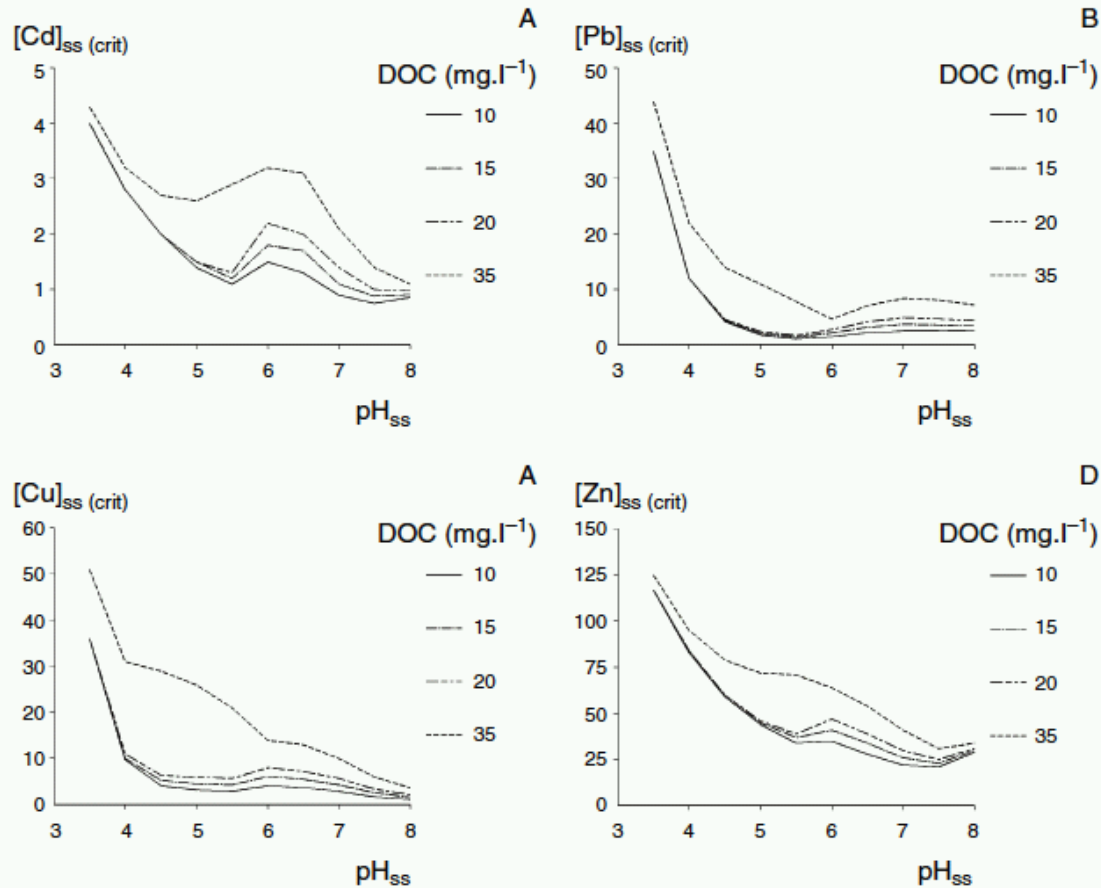 A
[Cd]ss (crit)
DOC (mg.l⁻¹)
5
4
3
2
1
0
10
15
20
35
3 4 5 6 7 8
pHss
B
[Pb]ss (crit)
DOC (mg.l⁻¹)
50
40
30
20
10
0
10
15
20
35
3 4 5 6 7 8
pHss
A
[Cu]ss (crit)
DOC (mg.l⁻¹)
60
50
40
30
20
10
0
10
15
20
35
3 4 5 6 7 8
pHss
D
[Zn]ss (crit)
DOC (mg.l⁻¹)
150
125
100
75
50
25
0
10
15
20
35
3 4 5 6 7 8
pHss